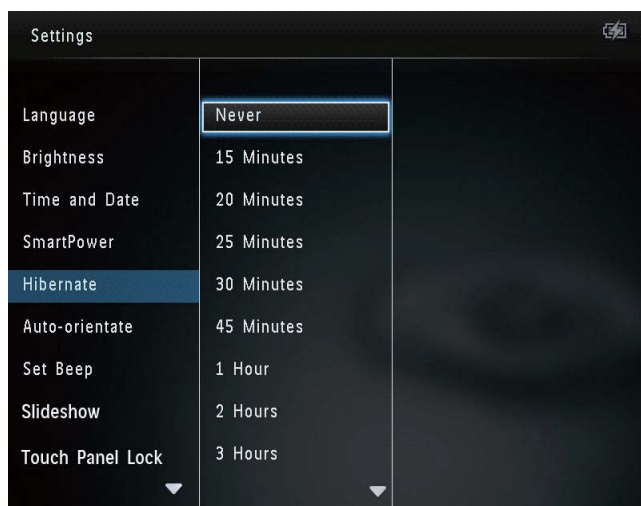 Settings
Language
Brightness
Time and Date
SmartPower
Hibernate
Auto-orientate
Set Beep
Slideshow
Touch Panel Lock
Never
15 Minutes
20 Minutes
25 Minutes
30 Minutes
45 Minutes
1 Hour
2 Hours
3 Hours